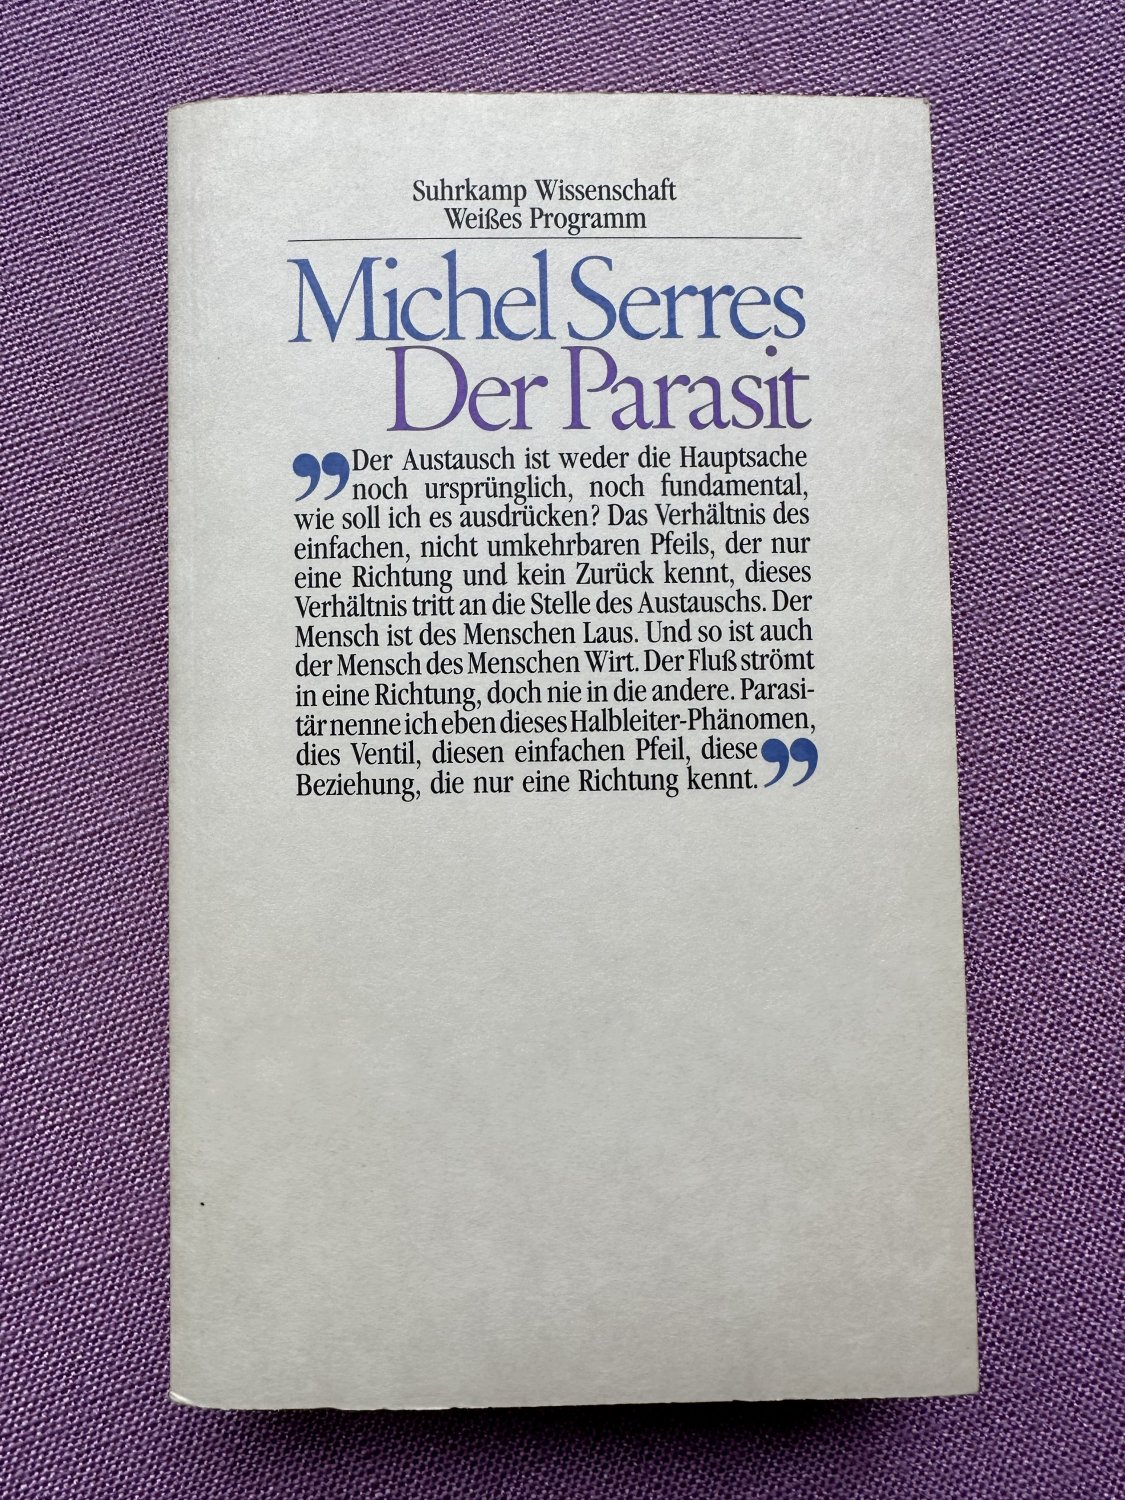 Suhrkamp Wissenschaft
Weißes Programm
Michel Serres
Der Parasit
”Der Austausch ist weder die Hauptsache
noch ursprünglich, noch fundamental,
wie soll ich es ausdrücken? Das Verhältnis des
einfachen, nicht umkehrbaren Pfeils, der nur
eine Richtung und kein Zurück kennt, dieses
Verhältnis tritt an die Stelle des Austauschs. Der
Mensch ist des Menschen Laus. Und so ist auch
der Mensch des Menschen Wirt. Der Fluß strömt
in eine Richtung, doch nie in die andere. Parasi-
tär nenne ich eben dieses Halbleiter-Phänomen,
dies Ventil, diesen einfachen Pfeil, diese
Beziehung, die nur eine Richtung kennt.”